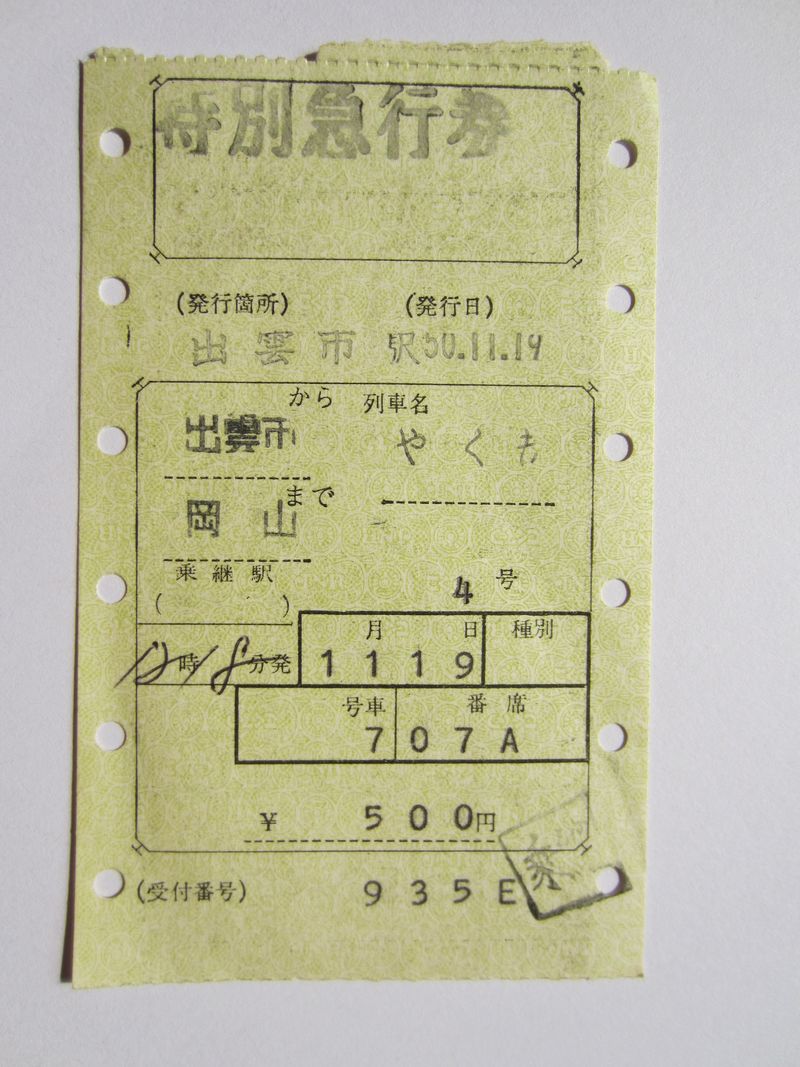 特別急行券
(発行箇所) (発行日)
出雲市駅 50.11.19
出雲市から 列車名
やくも
岡山まで
乗継駅
( )
4号
月 日 種別
時 分発 1119
号車 番席
7 07A
¥ 500円
(受付番号) 935E